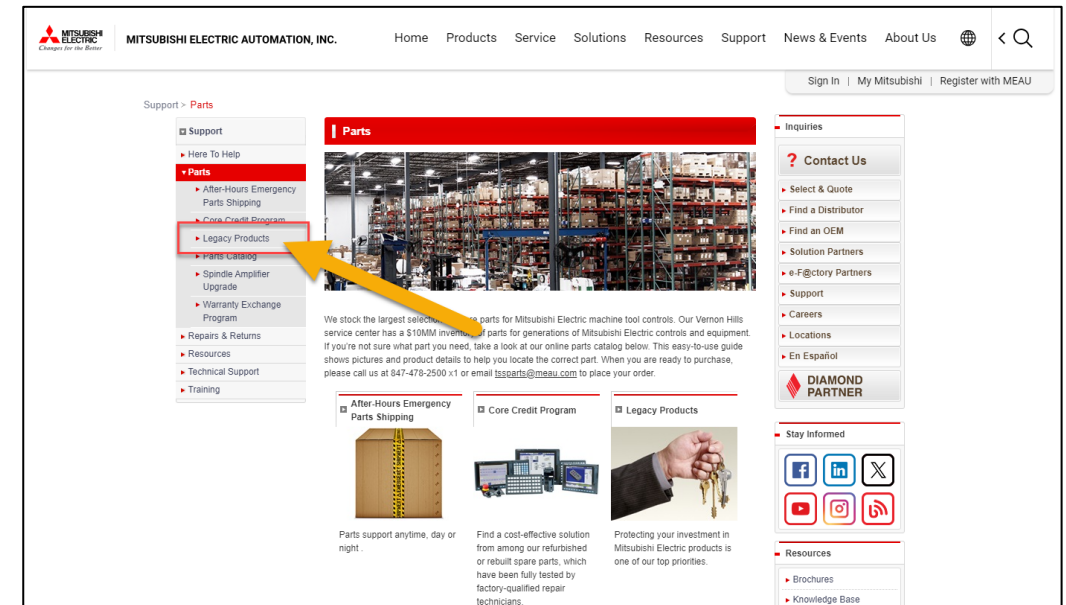 MITSUBISHI
ELECTRIC
Changes for the Better
MITSUBISHI ELECTRIC AUTOMATION, INC.
Home Products Service Solutions Resources Support News & Events About Us
Sign In | My Mitsubishi | Register with MEAU
Support > Parts
Support
Here To Help
Parts
After-Hours Emergency
Parts Shipping
Core Credit Program
Legacy Products
Parts Catalog
Spindle Amplifier
Upgrade
Warranty Exchange
Program
Repairs & Returns
Resources
Technical Support
Training
Parts
We stock the largest selection parts for Mitsubishi Electric machine tool controls. Our Vernon Hills
service center has a $10MM inventory of parts for generations of Mitsubishi Electric controls and equipment.
If you're not sure what part you need, take a look at our online parts catalog below. This easy-to-use guide
shows pictures and product details to help you locate the correct part. When you are ready to purchase,
please call us at 847-478-2500 x1 or email tssparts@meau.com to place your order.
After-Hours Emergency
Parts Shipping
Parts support anytime, day or
night .
Core Credit Program
Find a cost-effective solution
from among our refurbished
or rebuilt spare parts, which
have been fully tested by
factory-qualified repair
technicians.
Legacy Products
Protecting your investment in
Mitsubishi Electric products is
one of our top priorities.
Inquiries
? Contact Us
Select & Quote
Find a Distributor
Find an OEM
Solution Partners
e-F@ctory Partners
Support
Careers
Locations
En Español
DIAMOND
PARTNER
Stay Informed
Resources
Brochures
Knowledge Base